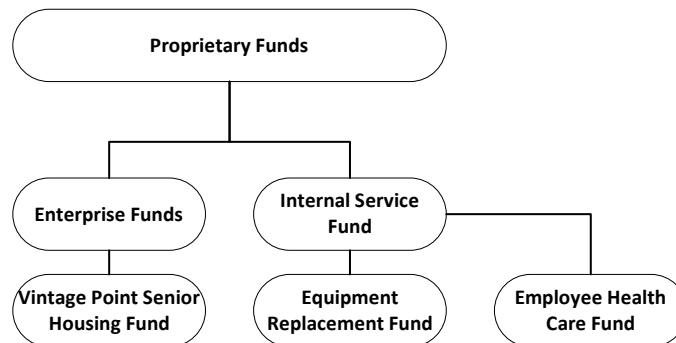 Proprietary Funds
Enterprise Funds
Internal Service
Fund
Vintage Point Senior
Housing Fund
Equipment
Replacement Fund
Employee Health
Care Fund